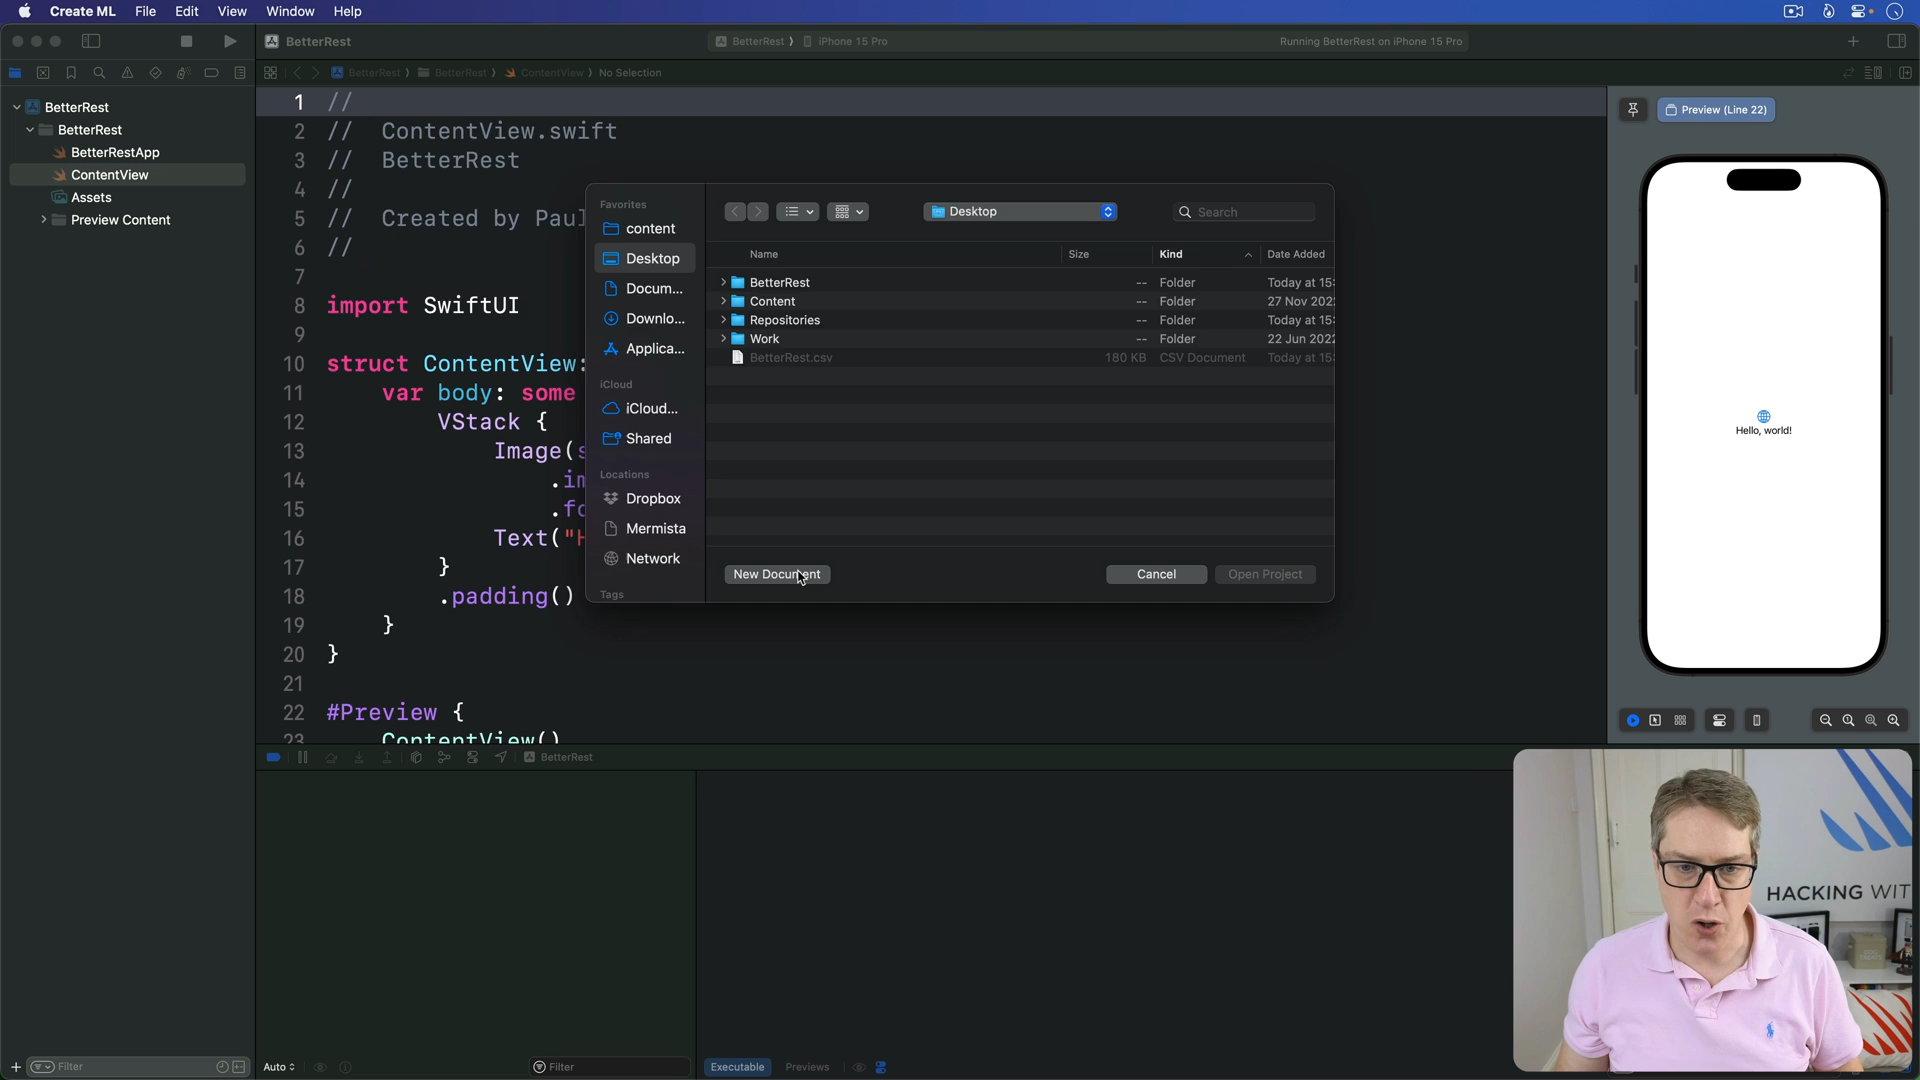 Create ML File Edit View Window Help
BetterRest
BetterRest iPhone 15 Pro
Running BetterRest on iPhone 15 Pro
BetterRest BetterRest ContentView No Selection
BetterRest
BetterRest
BetterRestApp
ContentView
Assets
Preview Content
1 //
2 // ContentView.swift
3 // BetterRest
4 //
5 // Created by Paul
6 //
7
8 import SwiftUI
9
10 struct ContentView:
11 var body: some
12 VStack {
13 Image(s
14 .im
15 .fo
16 Text("H
17 }
18 .padding()
19 }
20 }
21
22 #Preview {
23 ContentView()
Favorites
content
Desktop
Docum...
Downlo...
Applica...
iCloud
iCloud...
Shared
Locations
Dropbox
Mermista
Network
Tags
Desktop
Search
Name Size Kind Date Added
BetterRest -- Folder Today at 15:
Content -- Folder 27 Nov 2022
Repositories -- Folder Today at 15:
Work -- Folder 22 Jun 2022
BetterRest.csv 180 KB CSV Document Today at 15:
New Document Cancel Open Project
Preview (Line 22)
Hello, world!
BetterRest
HACKING WIT
Filter
Auto
Filter
Executable Previews